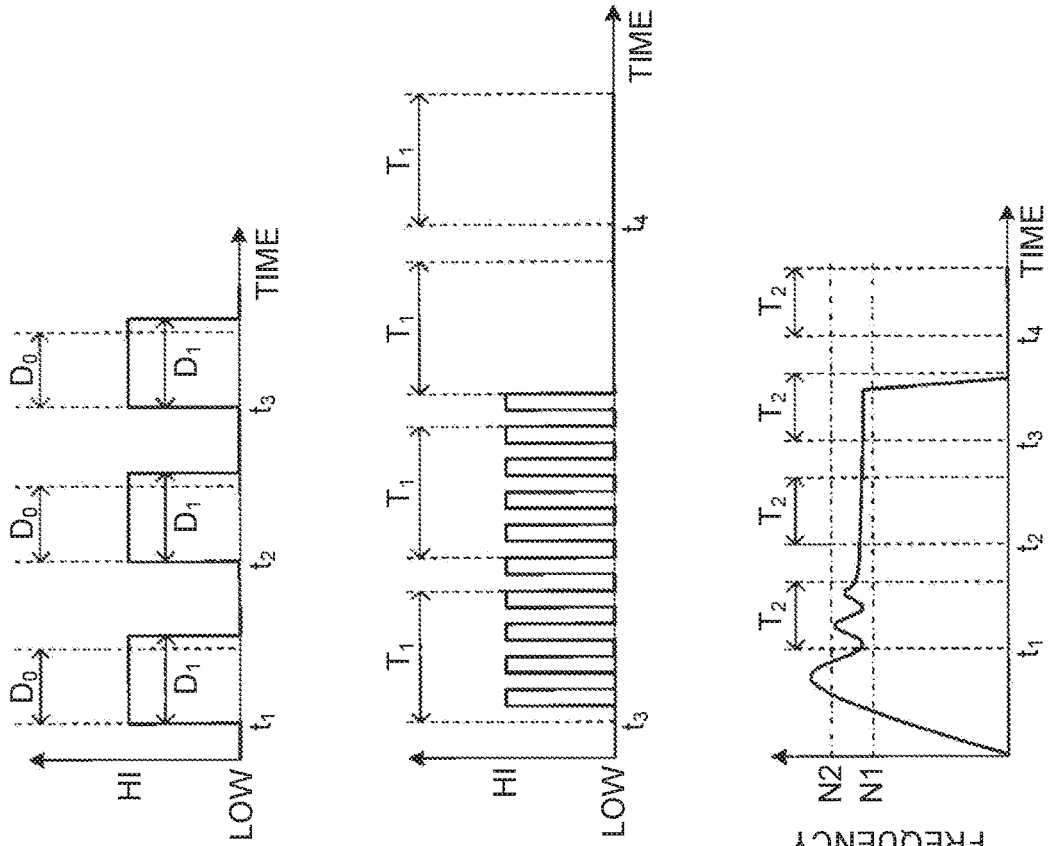 HI
LOW
D₀
D₀
D₀
D₁
D₁
D₁
t₁
t₂
t₃
TIME
HI
LOW
T₁
T₁
T₁
T₁
t₃
t₄
TIME
FREQUENCY
N2
N1
T₂
T₂
T₂
T₂
t₁
t₂
t₃
t₄
TIME